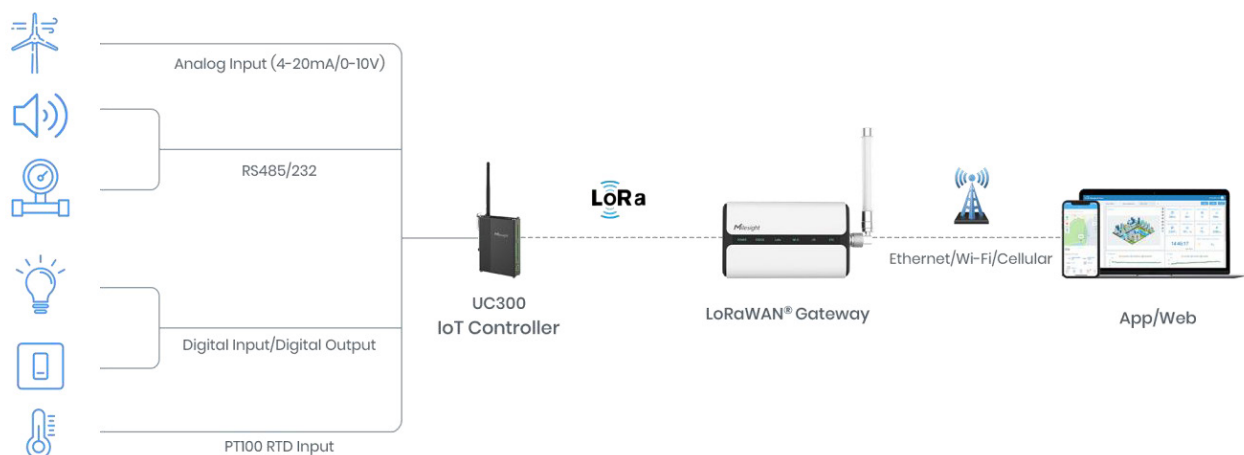 Analog Input (4-20mA/0-10V)
RS485/232
LoRa
Milesight
Milesight
Ethernet/Wi-Fi/Cellular
UC300
IoT Controller
LoRaWAN® Gateway
App/Web
Digital Input/Digital Output
PT100 RTD Input